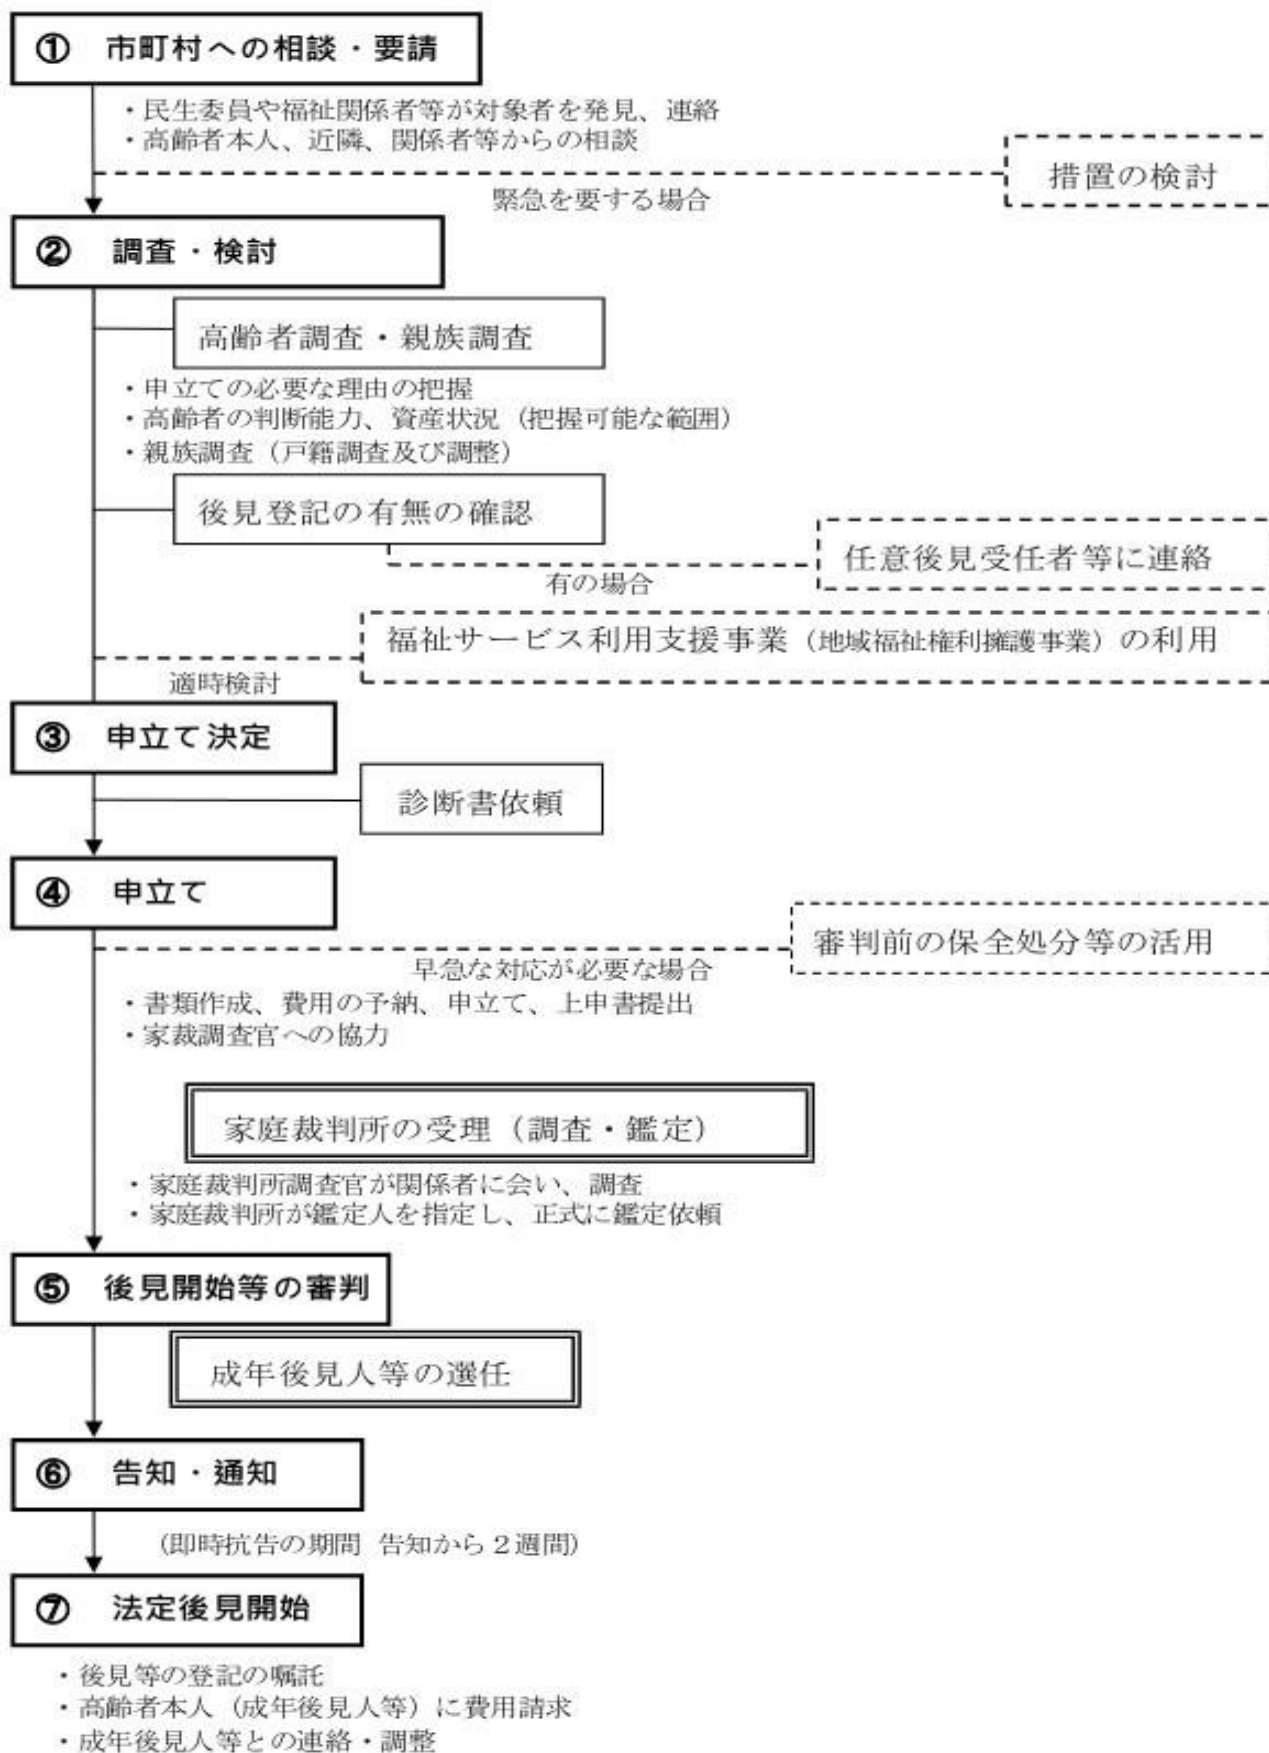 ① 市町村への相談・要請
・民生委員や福祉関係者等が対象者を発見、連絡
・高齢者本人、近隣、関係者等からの相談
措置の検討
緊急を要する場合
② 調査・検討
高齢者調査・親族調査
・申立ての必要な理由の把握
・高齢者の判断能力、資産状況（把握可能な範囲）
・親族調査（戸籍調査及び調整）
後見登記の有無の確認
任意後見受任者等に連絡
有の場合
福祉サービス利用支援事業（地域福祉権利擁護事業）の利用
適時検討
③ 申立て決定
診断書依頼
④ 申立て
審判前の保全処分等の活用
早急な対応が必要な場合
・書類作成、費用の予納、申立て、上申書提出
・家裁調査官への協力
家庭裁判所の受理（調査・鑑定）
・家庭裁判所調査官が関係者に会い、調査
・家庭裁判所が鑑定人を指定し、正式に鑑定依頼
⑤ 後見開始等の審判
成年後見人等の選任
⑥ 告知・通知
（即時抗告の期間 告知から２週間）
⑦ 法定後見開始
・後見等の登記の嘱託
・高齢者本人（成年後見人等）に費用請求
・成年後見人等との連絡・調整